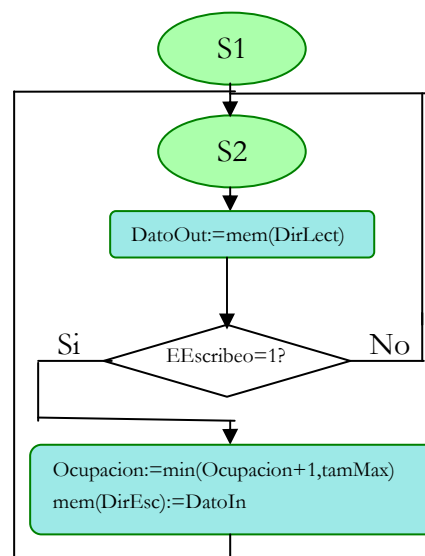 S1
S2
DatoOut:=mem(DirLect)
Si
EEscribeo=1?
No
Ocupacion:=min(Ocupacion+1,tamMax)
mem(DirEsc):=DatoIn